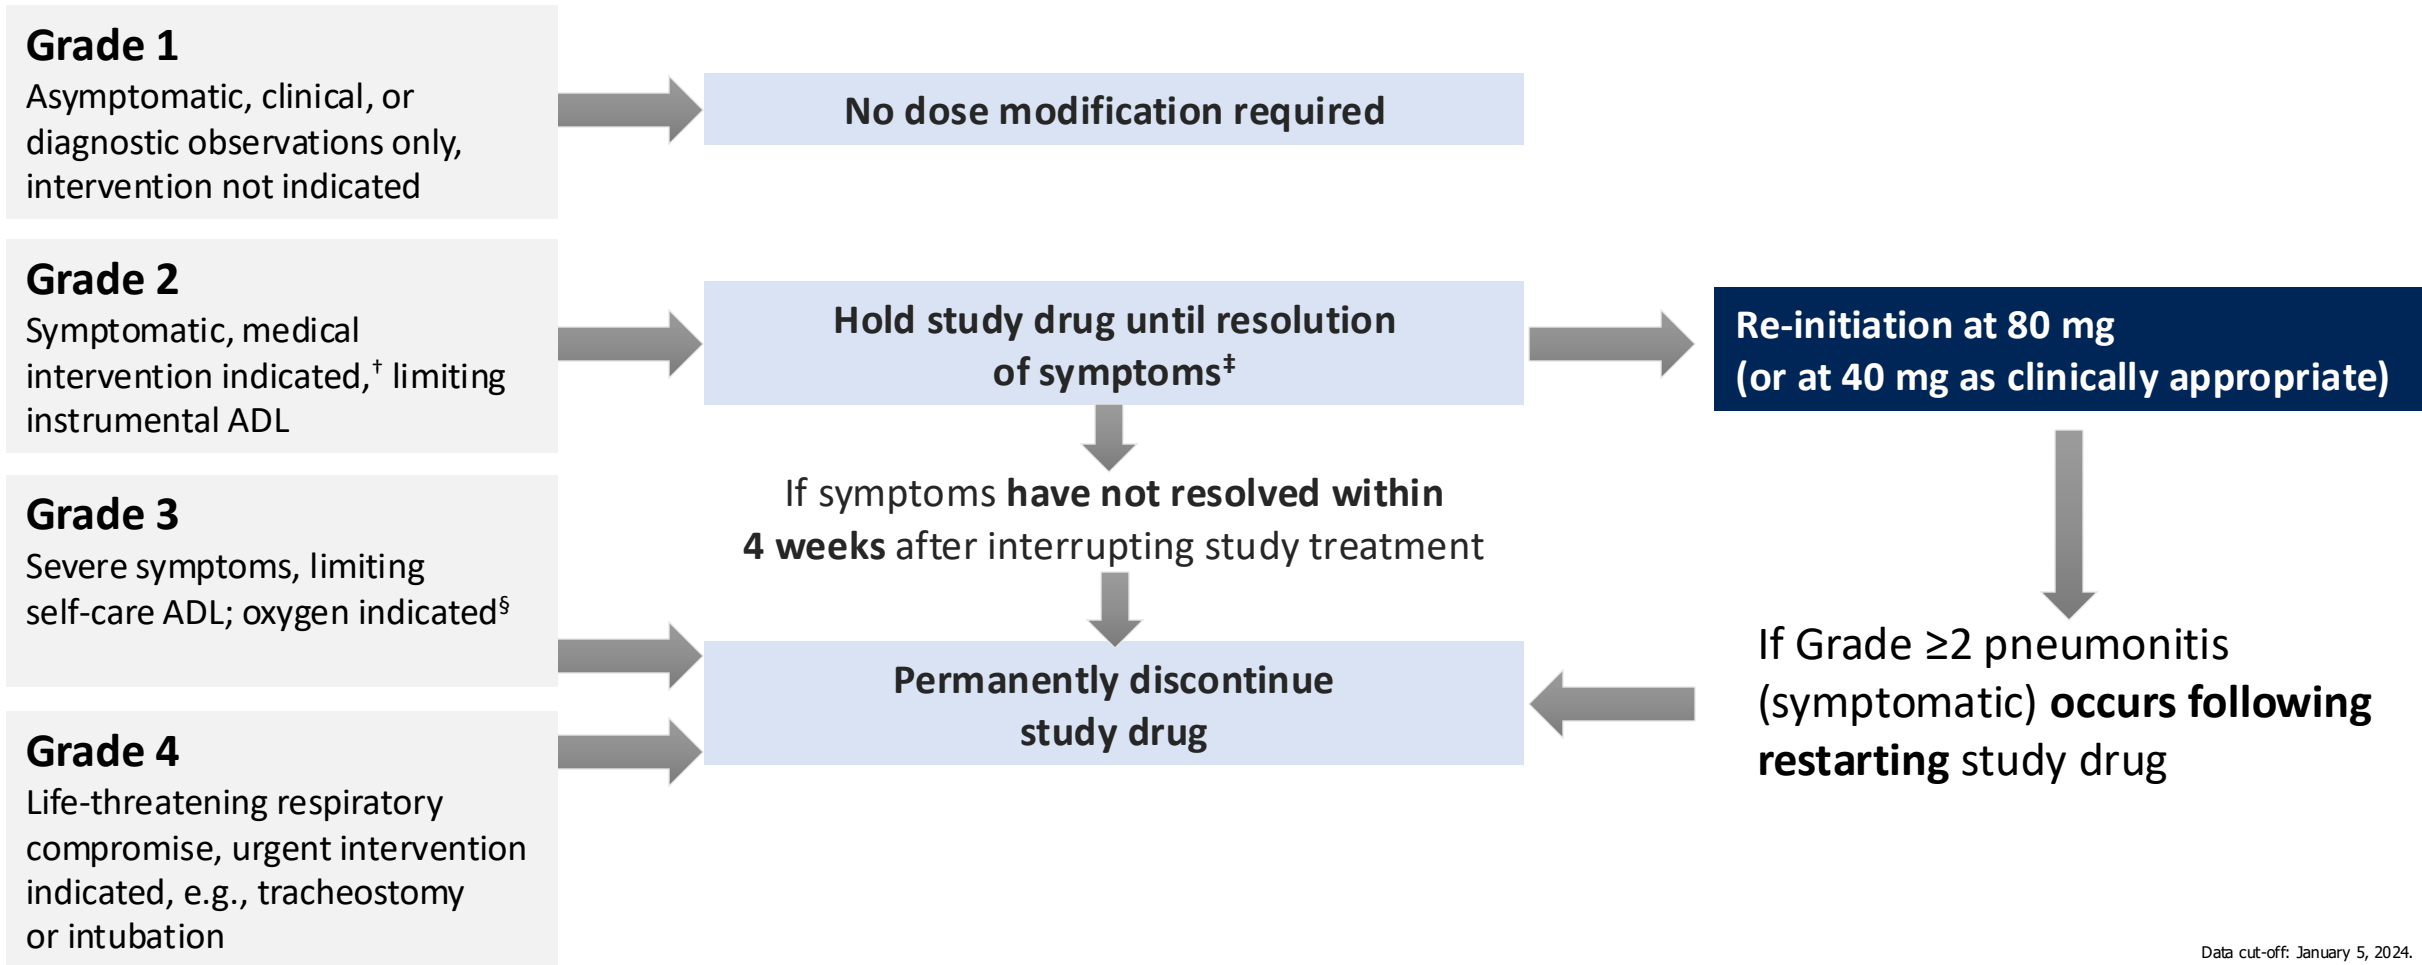 Grade 1
Asymptomatic, clinical, or
diagnostic observations only,
intervention not indicated
No dose modification required
Grade 2
Symptomatic, medical
intervention indicated,† limiting
instrumental ADL
Hold study drug until resolution
of symptoms‡
Re-initiation at 80 mg
(or at 40 mg as clinically appropriate)
If symptoms have not resolved within
4 weeks after interrupting study treatment
Grade 3
Severe symptoms, limiting
self-care ADL; oxygen indicated§
Permanently discontinue
study drug
If Grade ≥2 pneumonitis
(symptomatic) occurs following
restarting study drug
Grade 4
Life-threatening respiratory
compromise, urgent intervention
indicated, e.g., tracheostomy
or intubation
Data cut-off: January 5, 2024.